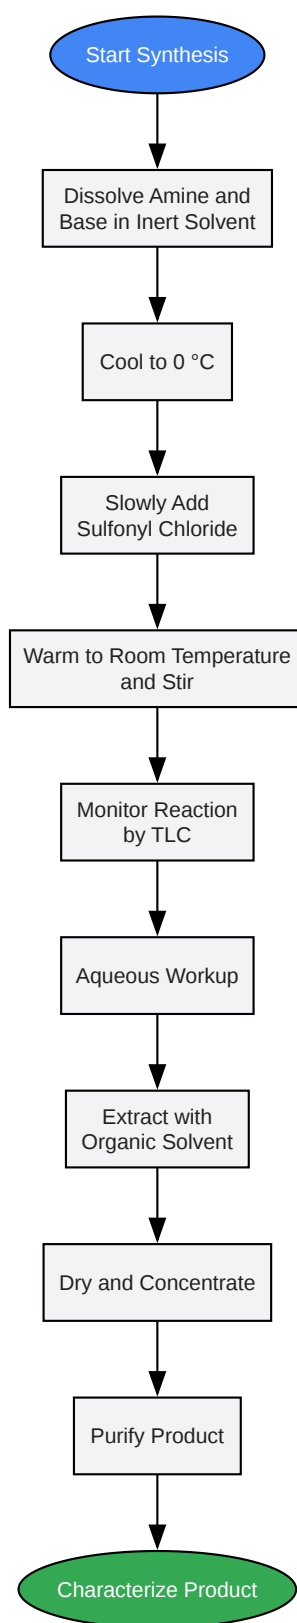 Start Synthesis
Dissolve Amine and
Base in Inert Solvent
Cool to 0 °C
Slowly Add
Sulfonyl Chloride
Warm to Room Temperature
and Stir
Monitor Reaction
by TLC
Aqueous Workup
Extract with
Organic Solvent
Dry and Concentrate
Purify Product
Characterize Product